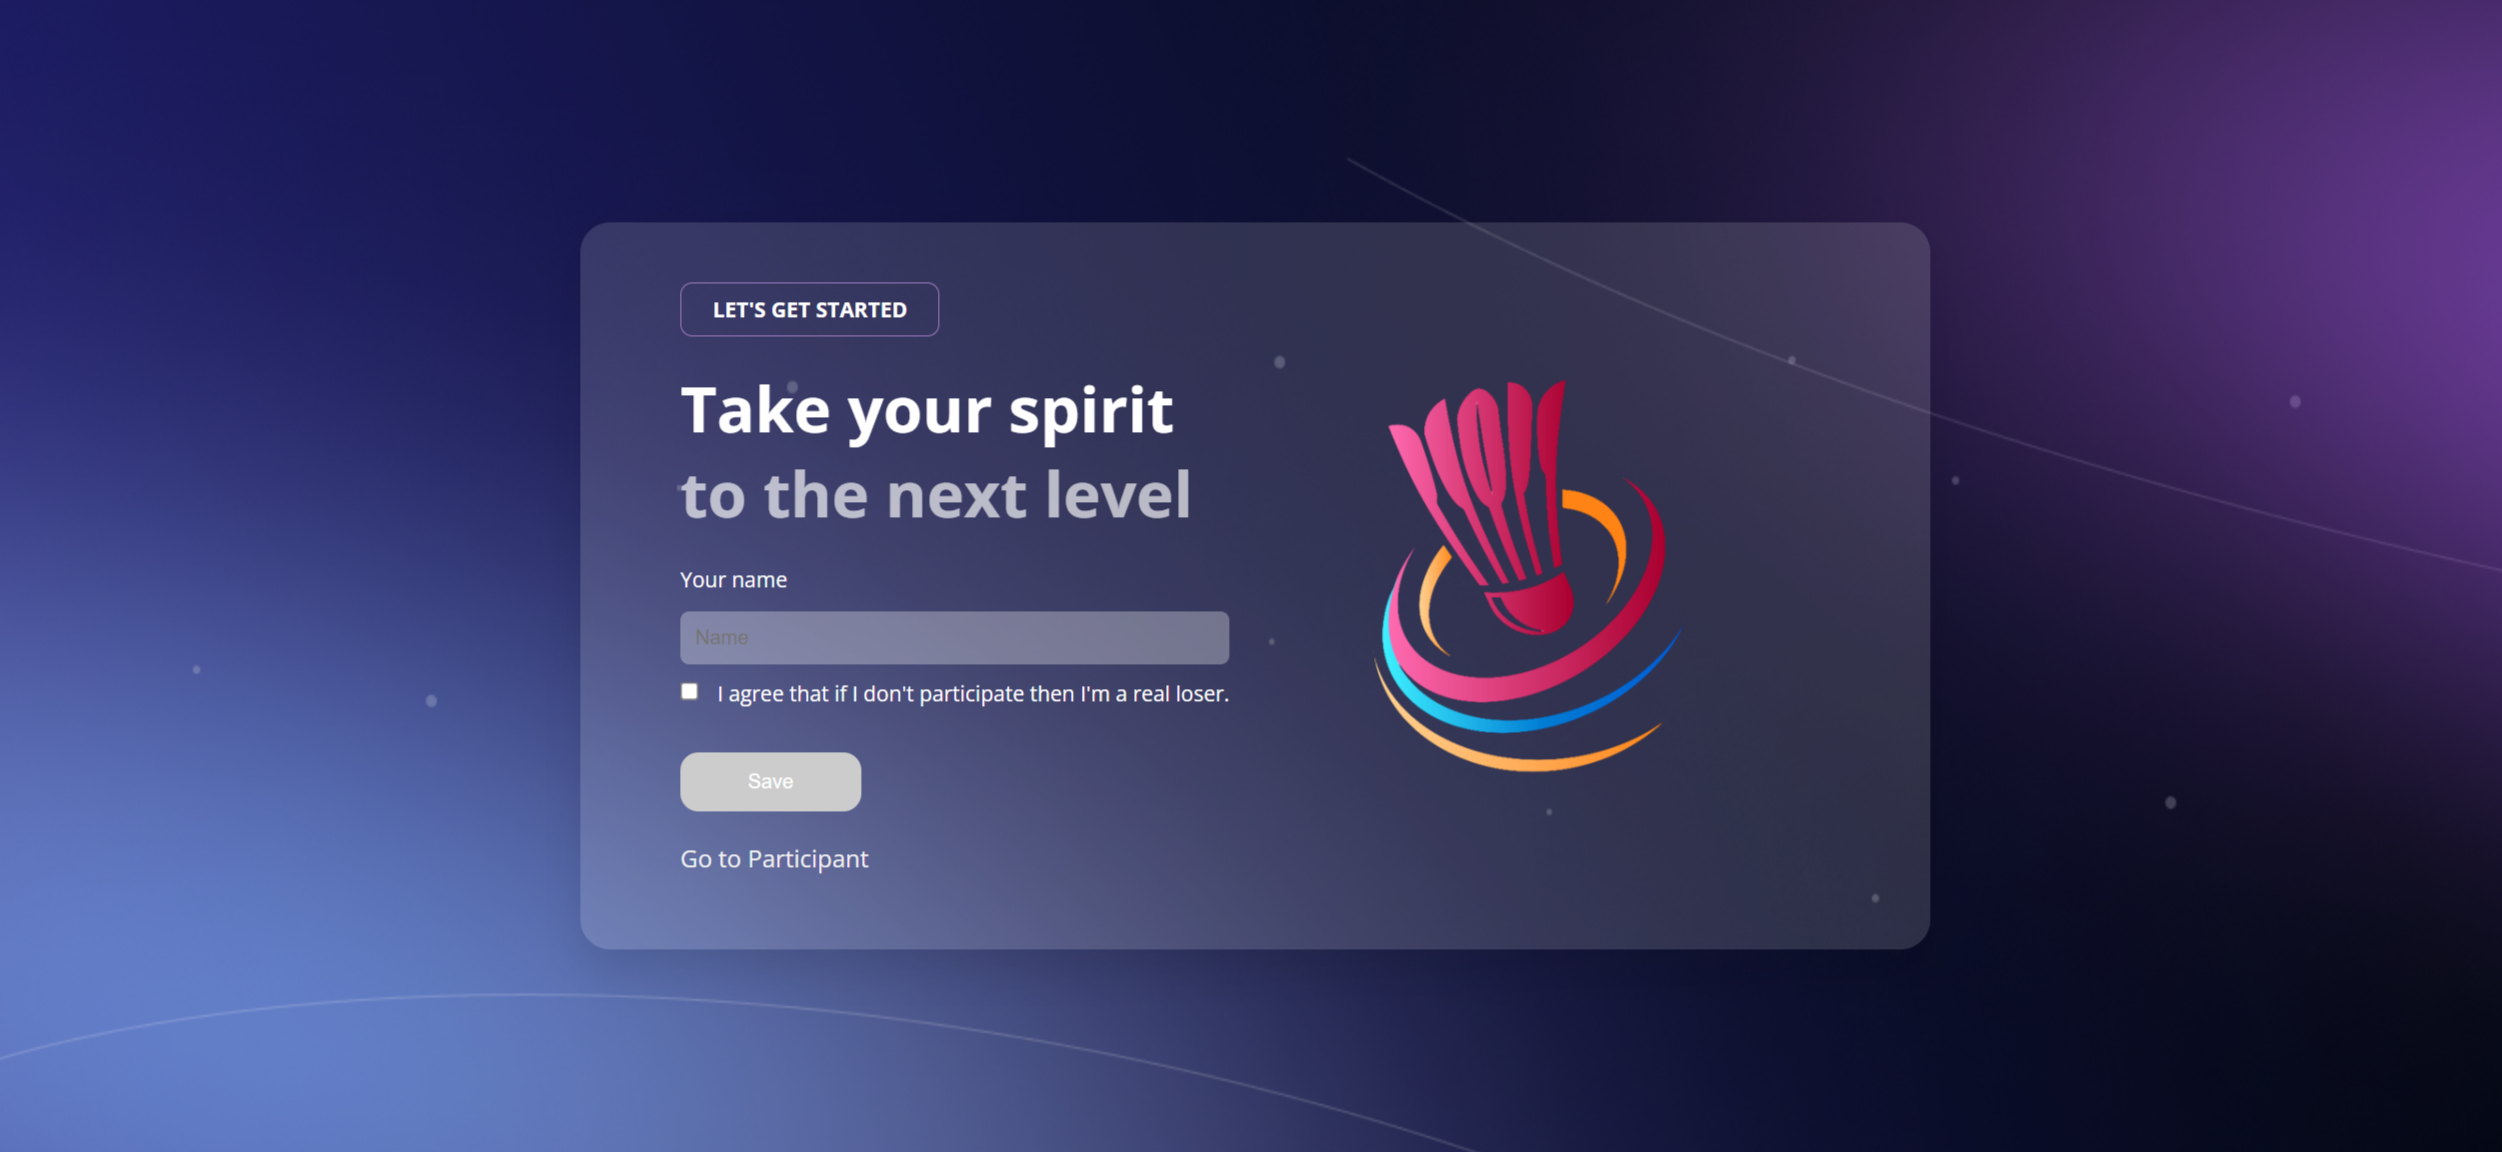 LET'S GET STARTED
Take your spirit
to the next level
Your name
Name
I agree that if I don't participate then I'm a real loser.
Save
Go to Participant